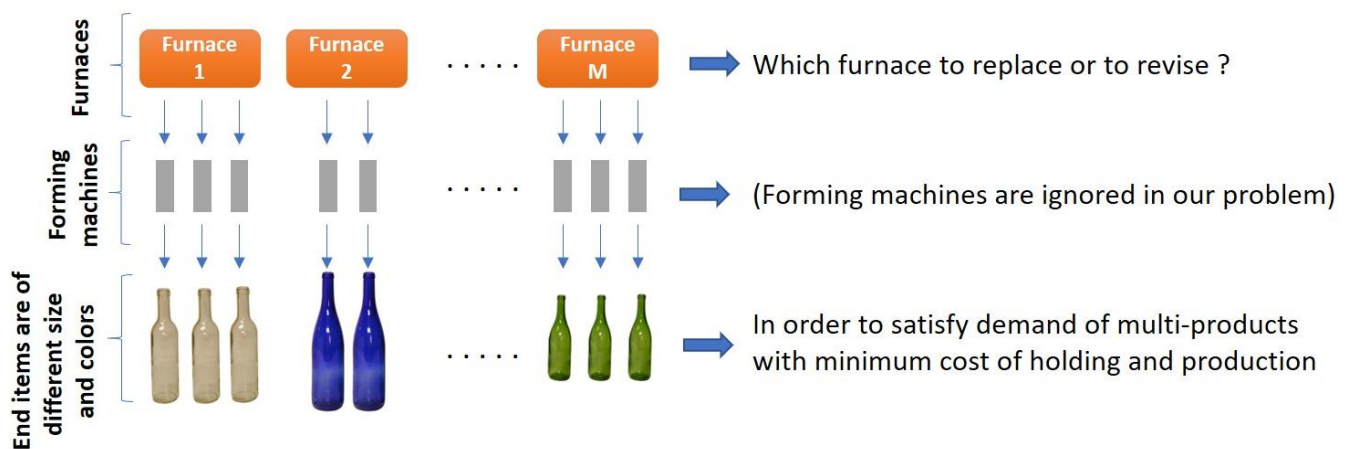 Furnaces
Furnace
1
Furnace
2
. . . . .
Furnace
M
Which furnace to replace or to revise ?
Forming
machines
. . . . .
(Forming machines are ignored in our problem)
End items are of
different size
and colors
. . . . .
In order to satisfy demand of multi-products
with minimum cost of holding and production